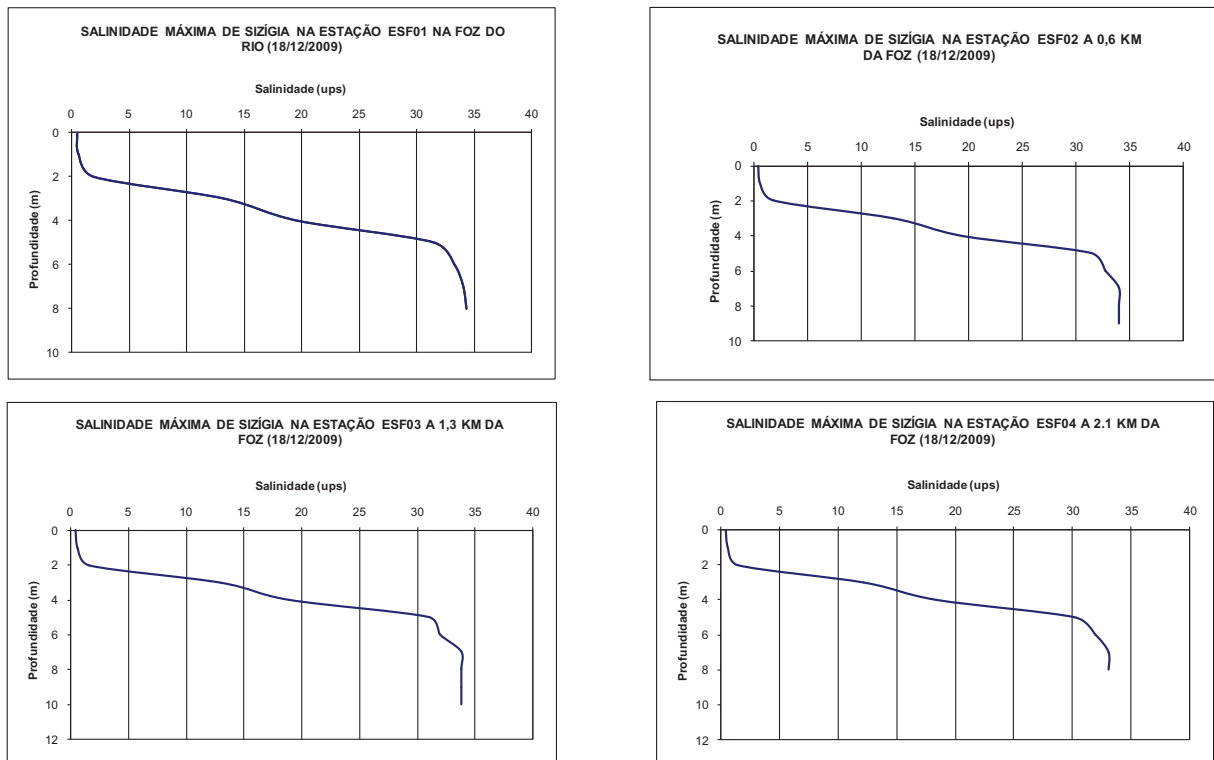 SALINIDADE MÁXIMA DE SIZÍGIA NA ESTAÇÃO ESF01 NA FOZ DO
RIO (18/12/2009)
Salinidade (ups)
0 5 10 15 20 25 30 35 40
0
2
4
6
8
10
Profundidade (m)
SALINIDADE MÁXIMA DE SIZÍGIA NA ESTAÇÃO ESF02 A 0,6 KM
DA FOZ (18/12/2009)
Salinidade (ups)
0 5 10 15 20 25 30 35 40
0
2
4
6
8
10
Profundidade (m)
SALINIDADE MÁXIMA DE SIZÍGIA NA ESTAÇÃO ESF03 A 1,3 KM DA
FOZ (18/12/2009)
Salinidade (ups)
0 5 10 15 20 25 30 35 40
0
2
4
6
8
10
12
Profundidade (m)
SALINIDADE MÁXIMA DE SIZÍGIA NA ESTAÇÃO ESF04 A 2.1 KM DA
FOZ (18/12/2009)
Salinidade (ups)
0 5 10 15 20 25 30 35 40
0
2
4
6
8
10
12
Profundidade (m)